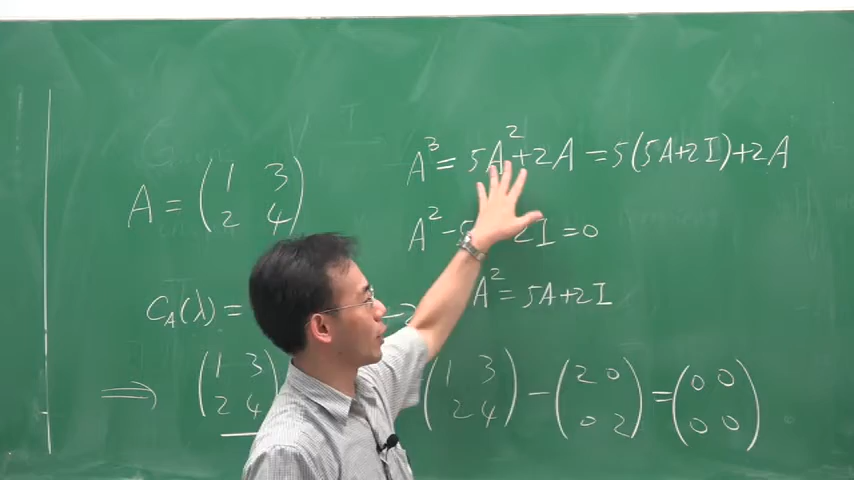 A³ = 5A² + 2A = 5(5A+2I)+2A
A = (1 3
2 4)
A² - 2I = 0
C_A(λ) =
A² = 5A+2I
⟹ (1 3
2 4
(1 3
2 4) - (2 0
0 2) = (0 0
0 0)